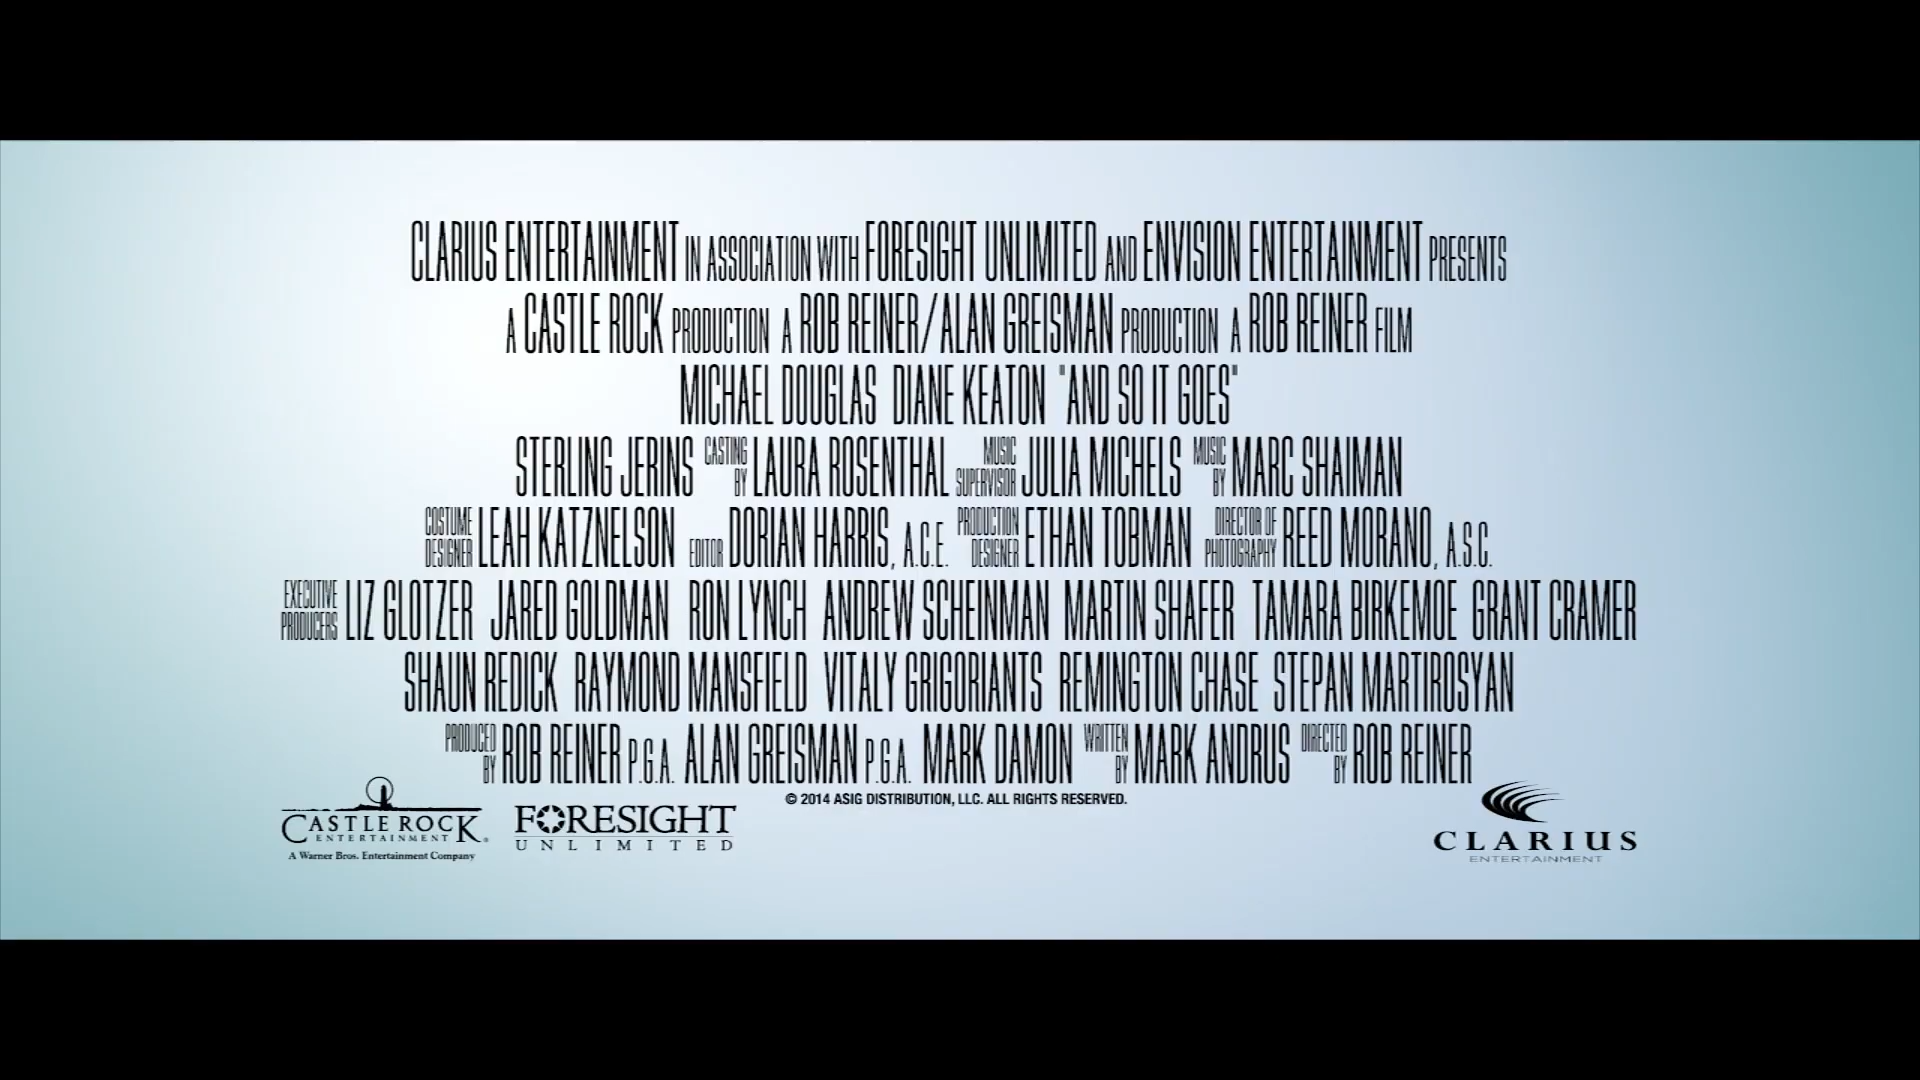 CLARIUS ENTERTAINMENT IN ASSOCIATION WITH FORESIGHT UNLIMITED AND ENVISION ENTERTAINMENT PRESENTS
A CASTLE ROCK PRODUCTION A ROB REINER/ALAN GREISMAN PRODUCTION A ROB REINER FILM
MICHAEL DOUGLAS DIANE KEATON "AND SO IT GOES"
STERLING JERINS CASTING BY LAURA ROSENTHAL MUSIC SUPERVISOR JULIA MICHELS MUSIC BY MARC SHAIMAN
COSTUME DESIGNER LEAH KATZNELSON EDITOR DORIAN HARRIS, A.C.E. PRODUCTION DESIGNER ETHAN TOBMAN DIRECTOR OF PHOTOGRAPHY REED MORANO, A.S.C.
EXECUTIVE PRODUCERS LIZ GLOTZER JARED GOLDMAN RON LYNCH ANDREW SCHEINMAN MARTIN SHAFER TAMARA BIRKEMOE GRANT CRAMER
SHAUN REDICK RAYMOND MANSFIELD VITALY GRIGORIANTS REMINGTON CHASE STEPAN MARTIROSYAN
PRODUCED BY ROB REINER P.G.A. ALAN GREISMAN P.G.A. MARK DAMON WRITTEN BY MARK ANDRUS DIRECTED BY ROB REINER
© 2014 ASIG DISTRIBUTION, LLC. ALL RIGHTS RESERVED.
CASTLE ROCK
ENTERTAINMENT
A Warner Bros. Entertainment Company
FORESIGHT
UNLIMITED
CLARIUS
ENTERTAINMENT